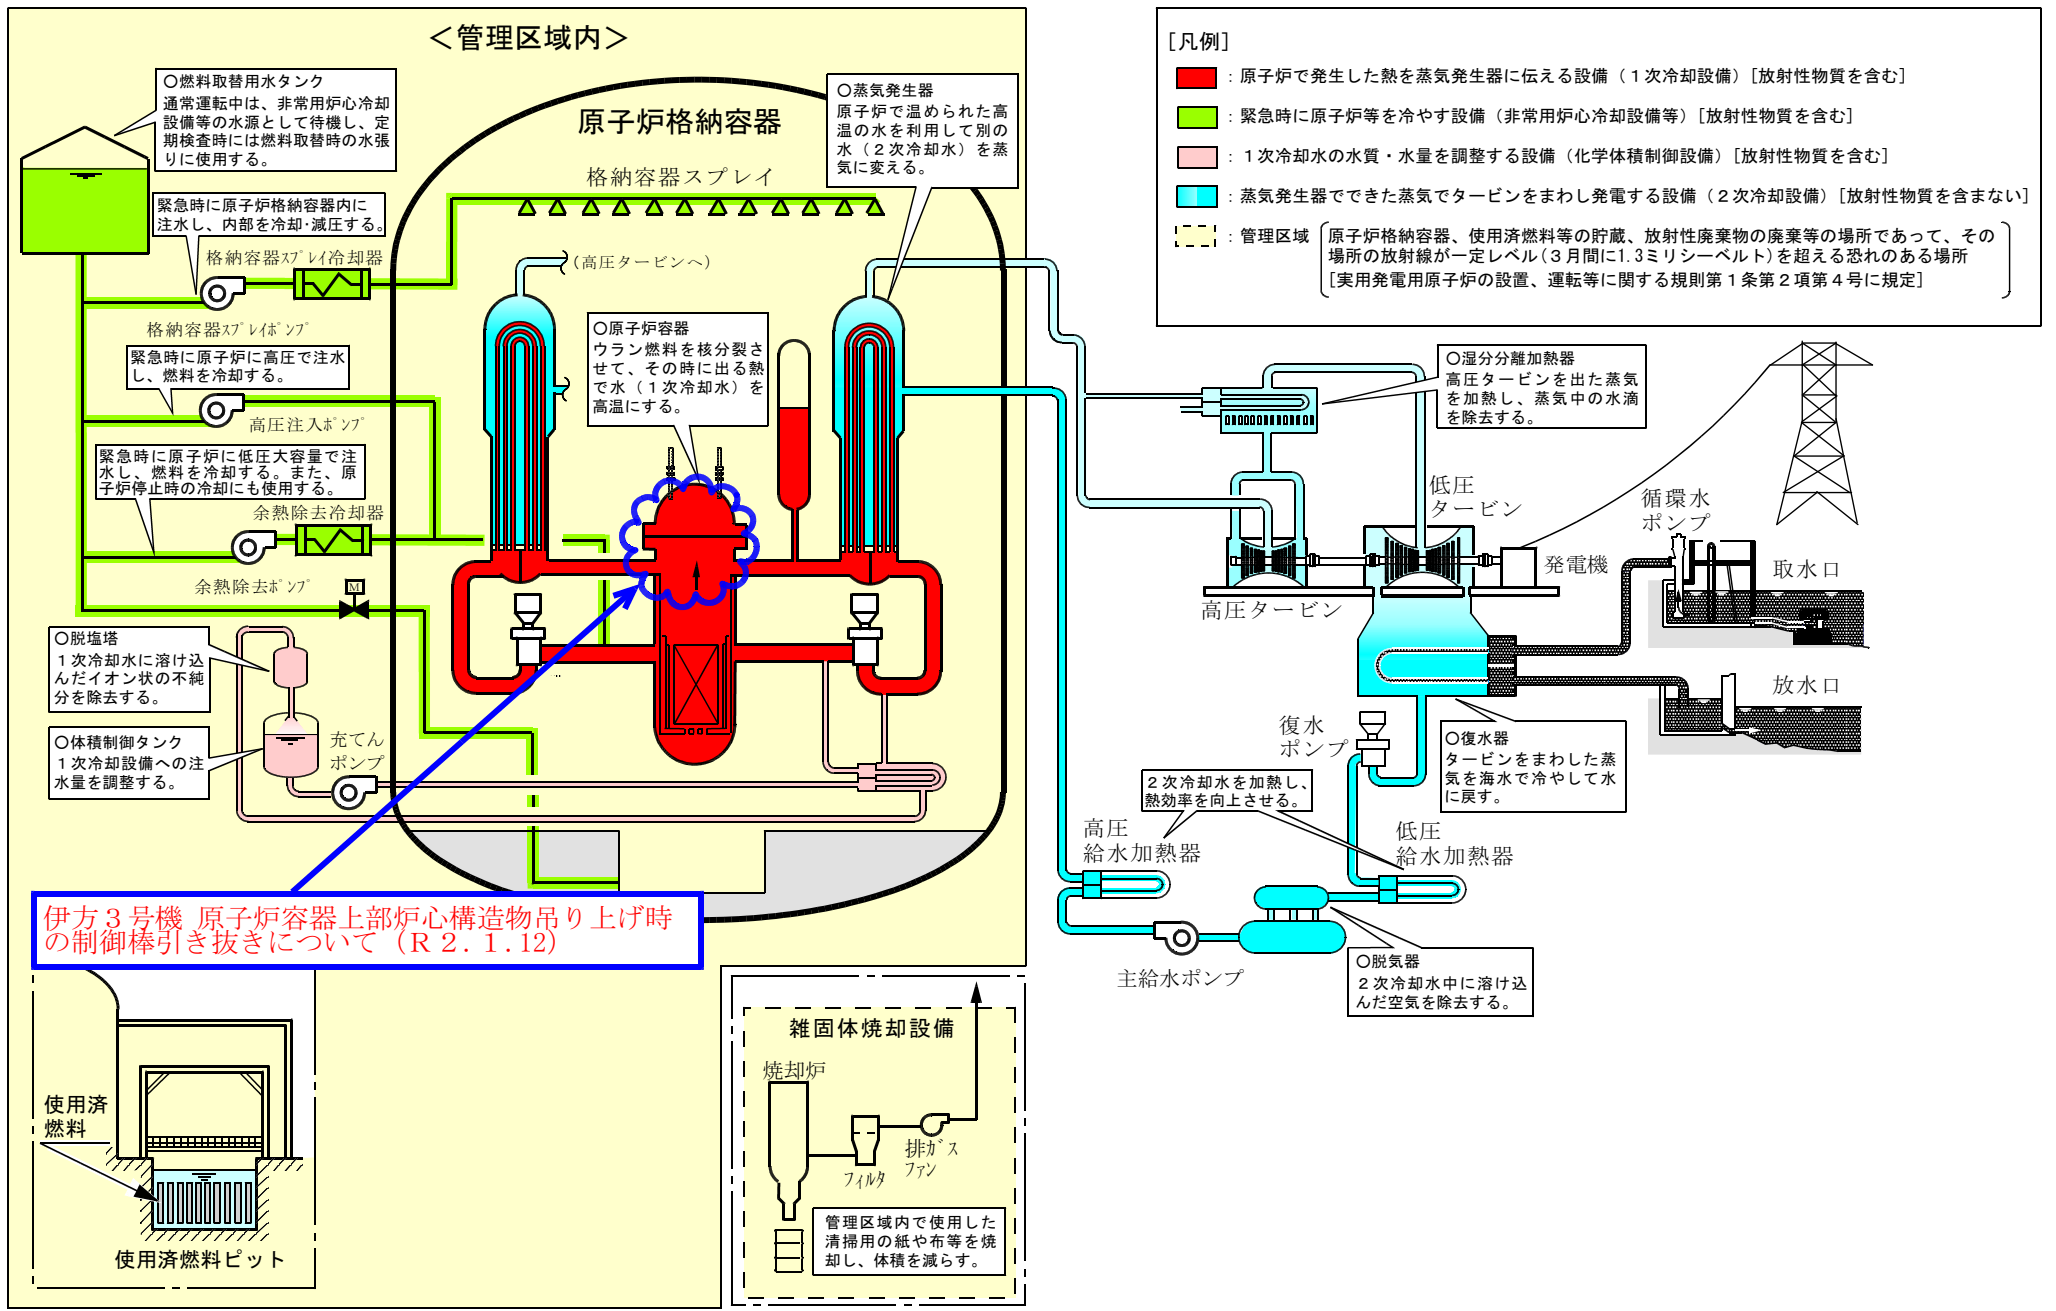 ＜管理区域内＞
○燃料取替用水タンク
通常運転中は、非常用炉心冷却
設備等の水源として待機し、定
期検査時には燃料取替時の水張
りに使用する。
緊急時に原子炉格納容器内に
注水し、内部を冷却･減圧する。
格納容器ｽﾌﾟﾚｲ冷却器
格納容器ｽﾌﾟﾚｲﾎﾟﾝﾌﾟ
緊急時に原子炉に高圧で注水
し、燃料を冷却する。
高圧注入ﾎﾟﾝﾌﾟ
緊急時に原子炉に低圧大容量で注
水し、燃料を冷却する。また、原
子炉停止時の冷却にも使用する。
余熱除去冷却器
余熱除去ﾎﾟﾝﾌﾟ
M
○脱塩塔
１次冷却水に溶け込
んだイオン状の不純
分を除去する。
○体積制御タンク
１次冷却設備への注
水量を調整する。
充てん
ポンプ
原子炉格納容器
格納容器スプレイ
（高圧タービンへ）
○蒸気発生器
原子炉で温められた高
温の水を利用して別の
水（２次冷却水）を蒸
気に変える。
○原子炉容器
ウラン燃料を核分裂さ
せて、その時に出る熱
で水（１次冷却水）を
高温にする。
伊方３号機 原子炉容器上部炉心構造物吊り上げ時
の制御棒引き抜きについて（Ｒ２.１.12）
使用済
燃料
使用済燃料ピット
雑固体焼却設備
焼却炉
フィルタ
排ｶﾞｽ
ファン
管理区域内で使用した
清掃用の紙や布等を焼
却し、体積を減らす。
［凡例］
：原子炉で発生した熱を蒸気発生器に伝える設備（１次冷却設備）［放射性物質を含む］
：緊急時に原子炉等を冷やす設備（非常用炉心冷却設備等）［放射性物質を含む］
：１次冷却水の水質・水量を調整する設備（化学体積制御設備）［放射性物質を含む］
：蒸気発生器でできた蒸気でタービンをまわし発電する設備（２次冷却設備）［放射性物質を含まない］
：管理区域
原子炉格納容器、使用済燃料等の貯蔵、放射性廃棄物の廃棄等の場所であって、その
場所の放射線が一定レベル(３月間に1.3ミリシーベルト)を超える恐れのある場所
［実用発電用原子炉の設置、運転等に関する規則第１条第２項第４号に規定］
○湿分分離加熱器
高圧タービンを出た蒸気
を加熱し、蒸気中の水滴
を除去する。
低圧
タービン
高圧タービン
発電機
循環水
ポンプ
取水口
放水口
復水
ポンプ
○復水器
タービンをまわした蒸
気を海水で冷やして水
に戻す。
２次冷却水を加熱し、
熱効率を向上させる。
高圧
給水加熱器
低圧
給水加熱器
主給水ポンプ
○脱気器
２次冷却水中に溶け込
んだ空気を除去する。